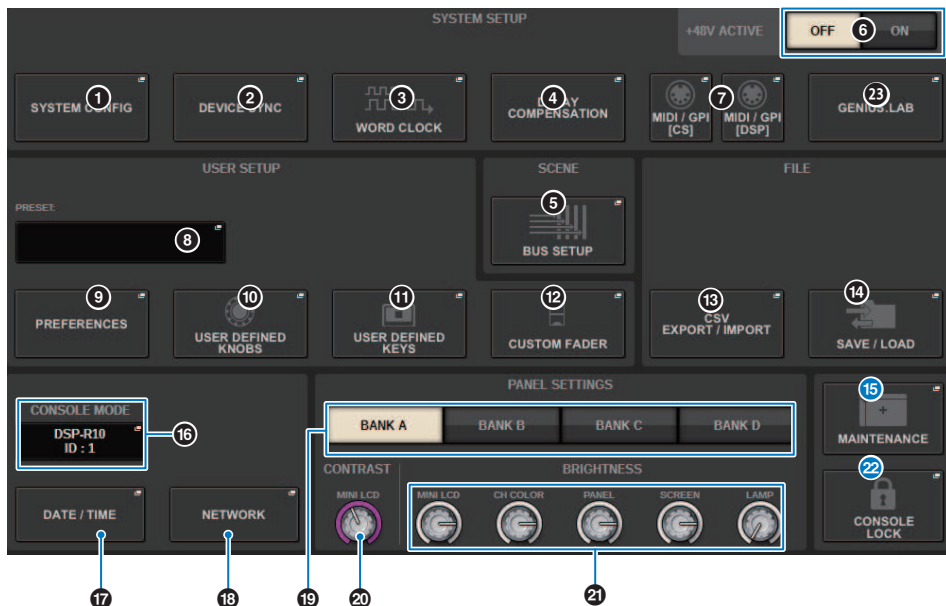 SYSTEM SETUP
+48V ACTIVE
OFF
6
ON
1
SYSTEM CONFIG
2
DEVICE SYNC
3
WORD CLOCK
4
DELAY
COMPENSATION
7
MIDI / GPI
[CS]
MIDI / GPI
[DSP]
23
GENIUS.LAB
USER SETUP
SCENE
FILE
PRESET:
8
5
BUS SETUP
9
PREFERENCES
10
USER DEFINED
KNOBS
11
USER DEFINED
KEYS
12
CUSTOM FADER
13
CSV
EXPORT / IMPORT
14
SAVE / LOAD
CONSOLE MODE
DSP-R10
ID : 1
16
PANEL SETTINGS
BANK A
BANK B
BANK C
BANK D
15
MAINTENANCE
CONTRAST
BRIGHTNESS
MINI LCD
MINI LCD
CH COLOR
PANEL
SCREEN
LAMP
22
CONSOLE
LOCK
DATE / TIME
NETWORK
17
18
19
20
21